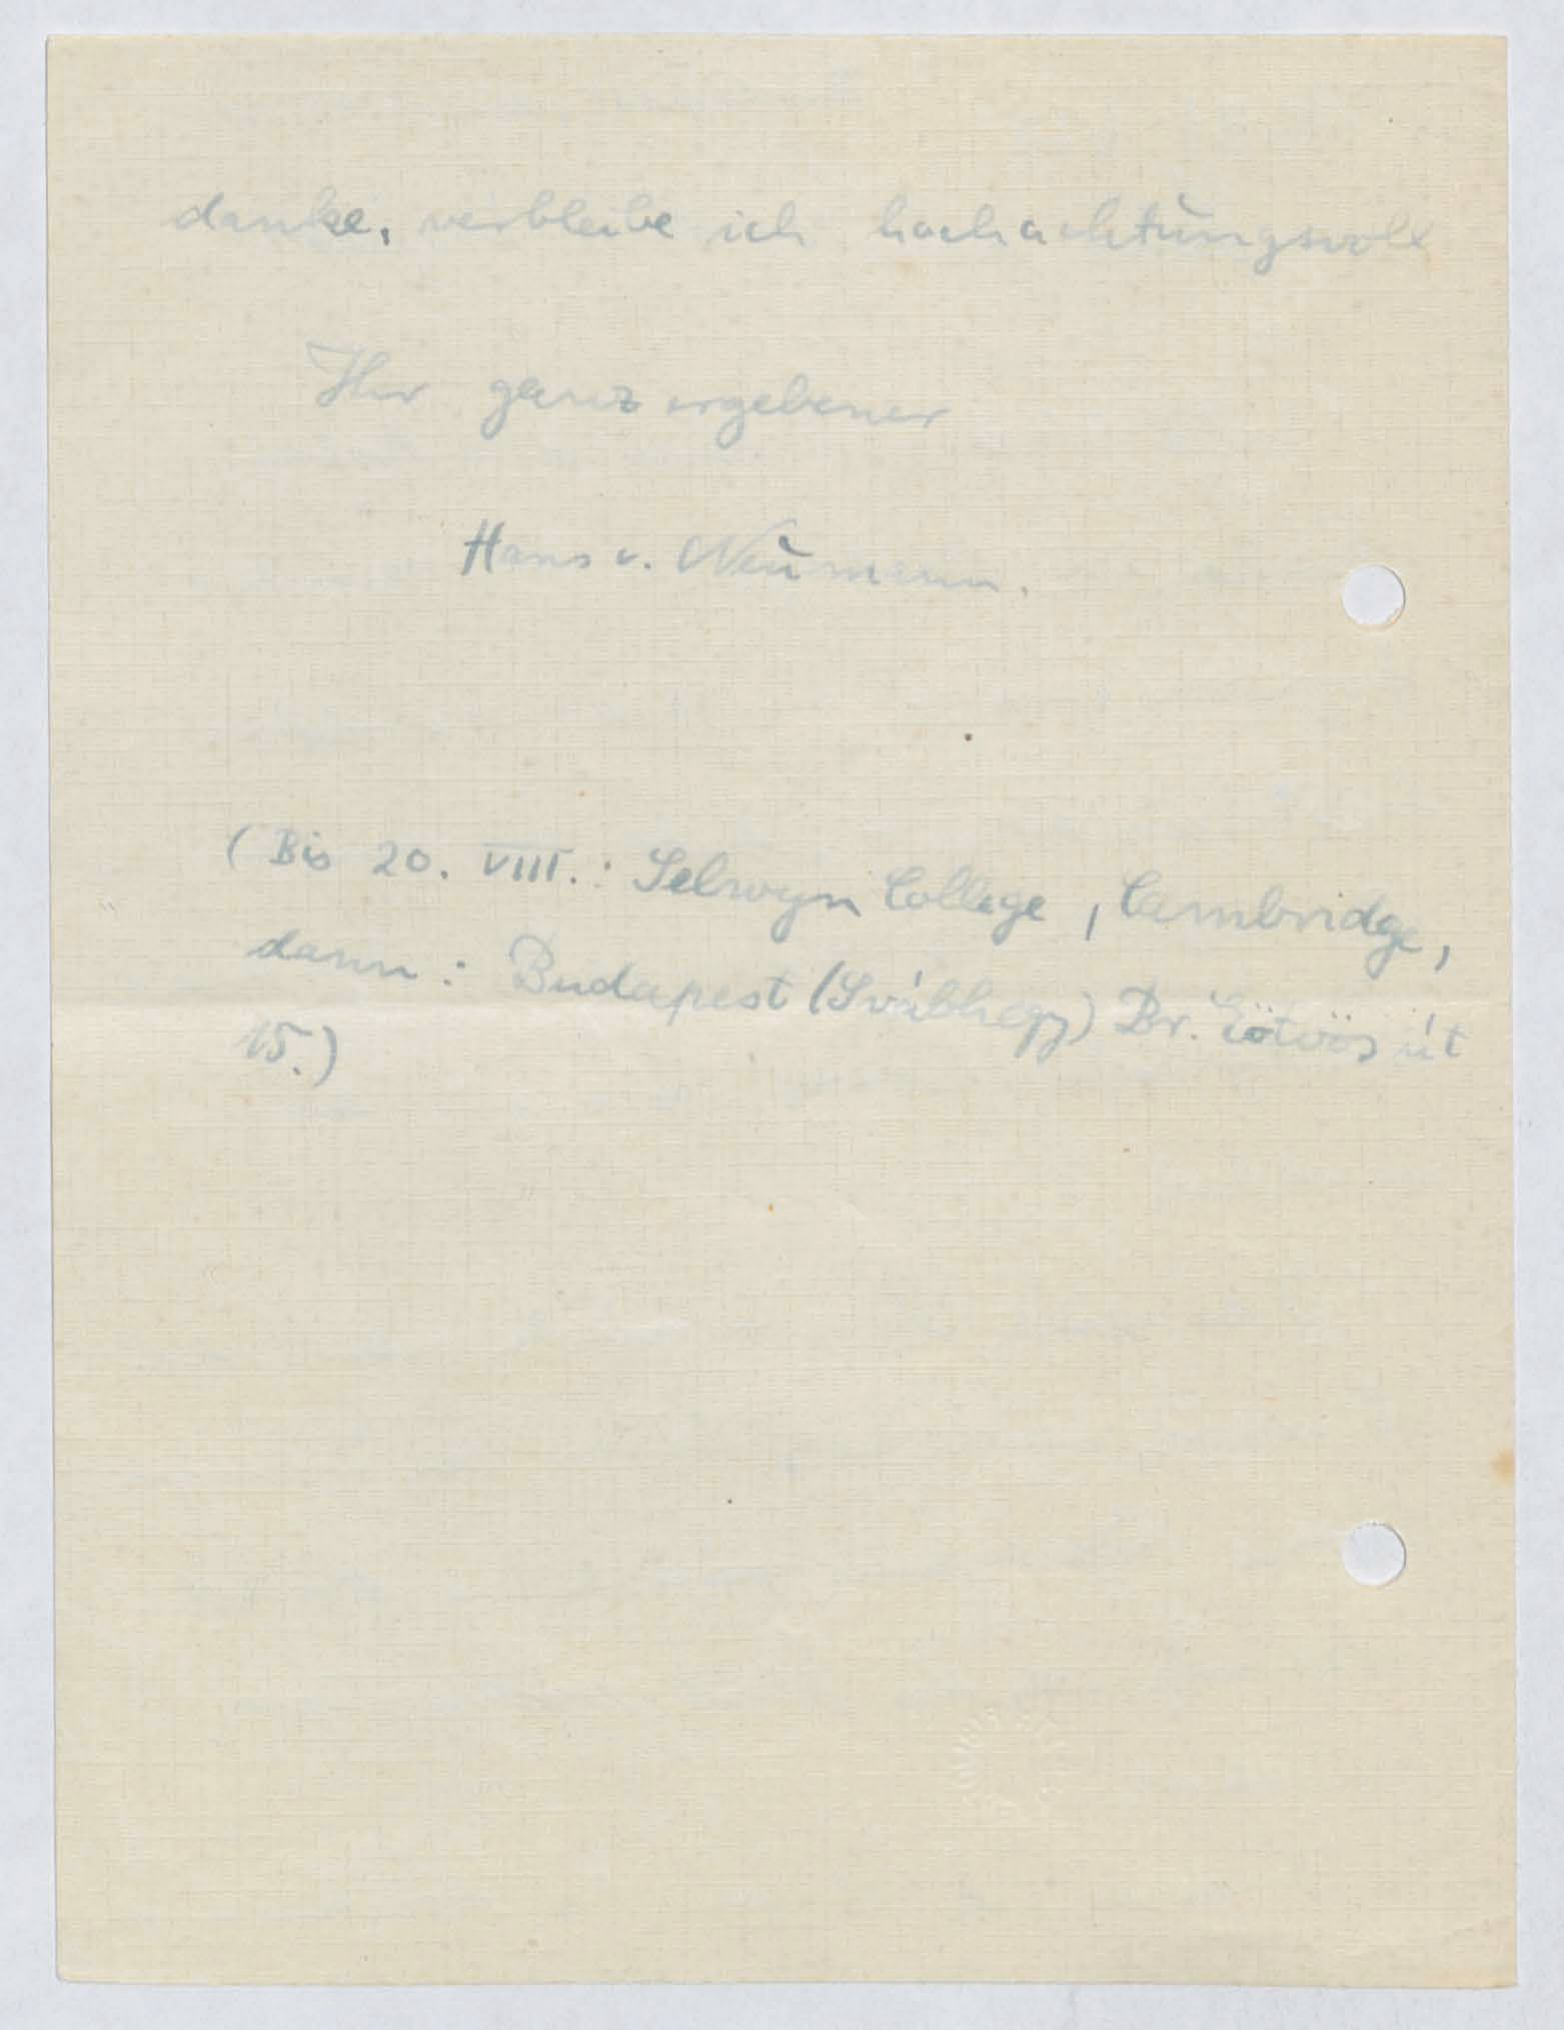 danke, verbleibe ich hochachtungsvoll
Ihr ganz ergebener
Hans v. Neumann.
(Bis 20. VIII.: Selwyn College, Cambridge,
dann: Budapest (Svábhegy) Br. Eötvös út
15.)